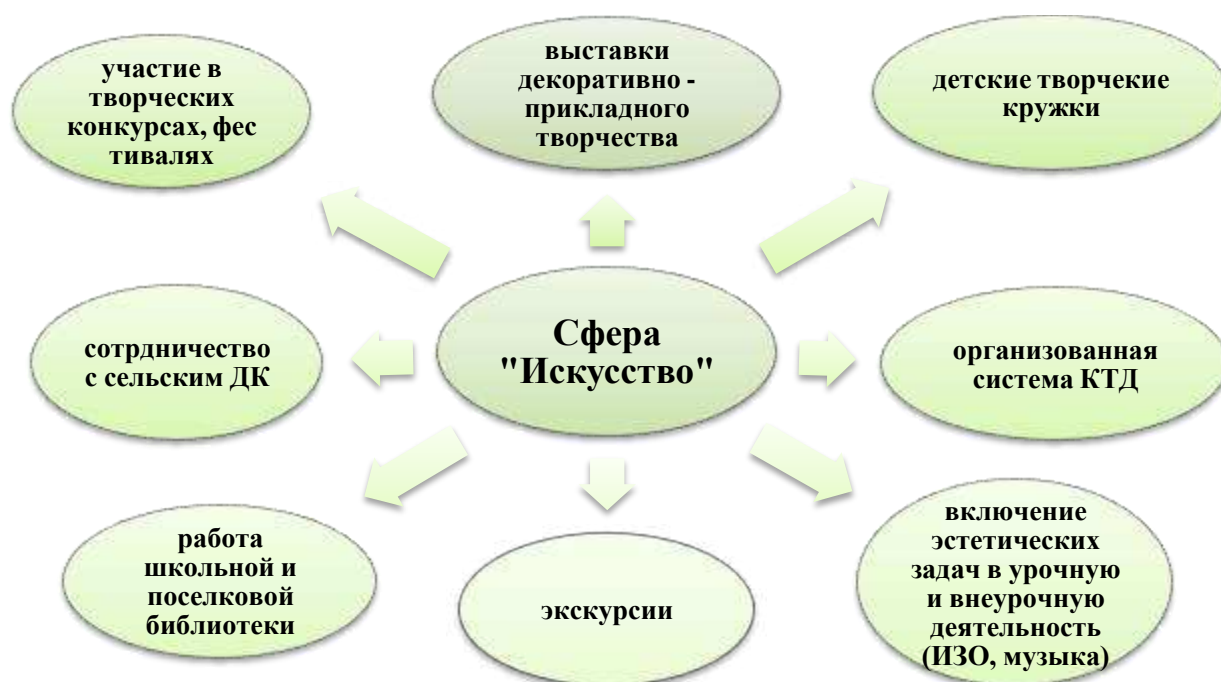 участие в
творческих
конкурсах, фес
тивалях
выставки
декоративно -
прикладного
творчества
детские творчекие
кружки
сотрдничество
с сельским ДК
Сфера
"Искусство"
организованная
система КТД
работа
школьной и
поселковой
библиотеки
экскурсии
включение
эстетических
задач в урочную
и внеурочную
деятельность
(ИЗО, музыка)